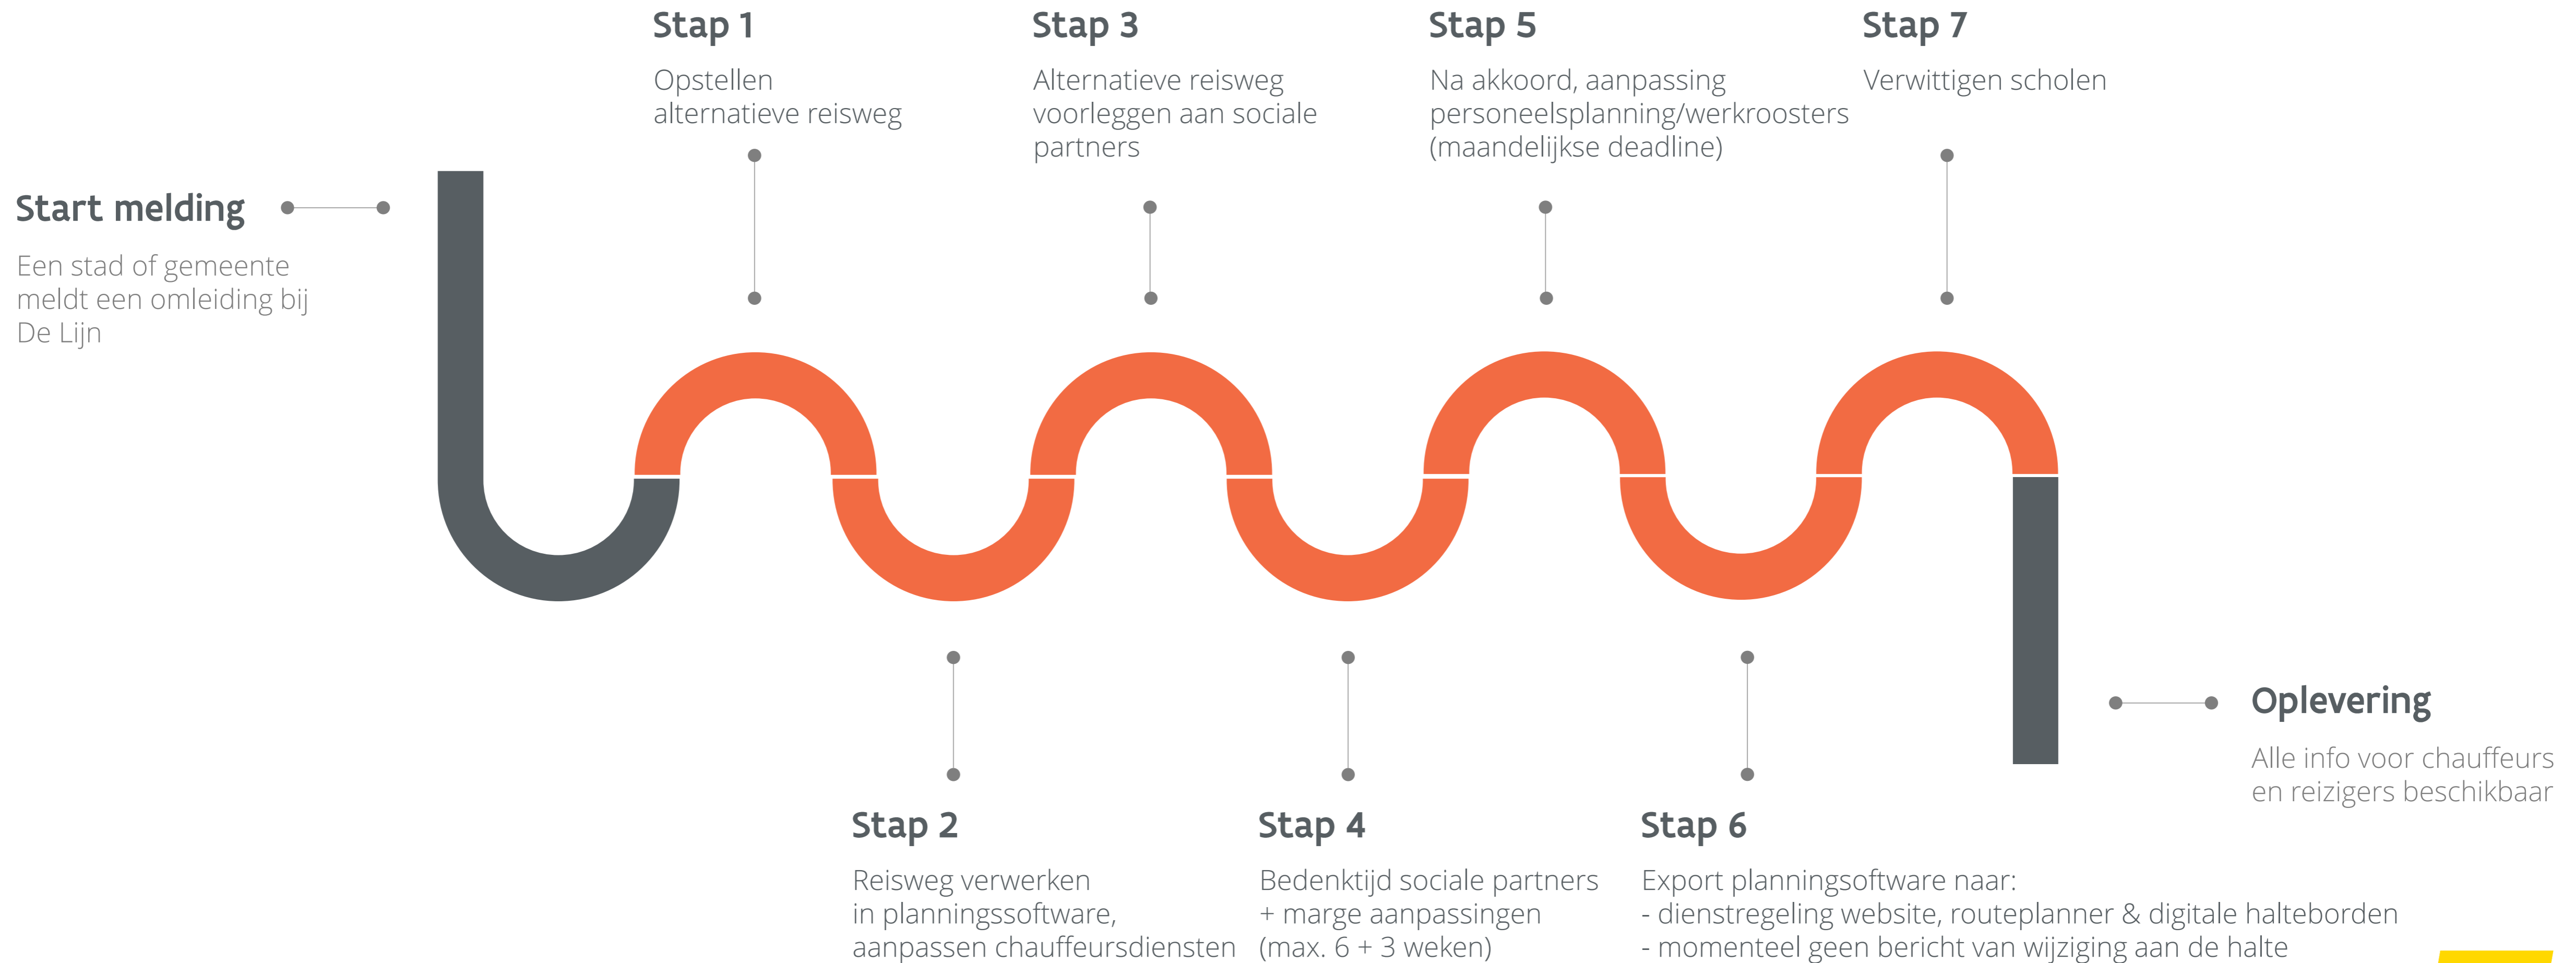 Start melding
Een stad of gemeente
meldt een omleiding bij
De Lijn
Stap 1
Opstellen
alternatieve reisweg
Stap 2
Reisweg verwerken
in planningssoftware,
aanpassen chauffeursdiensten
Stap 3
Alternatieve reisweg
voorleggen aan sociale
partners
Stap 4
Bedenktijd sociale partners
+ marge aanpassingen
(max. 6 + 3 weken)
Stap 5
Na akkoord, aanpassing
personeelsplanning/werkroosters
(maandelijkse deadline)
Stap 6
Export planningsoftware naar:
- dienstregeling website, routeplanner & digitale halteborden
- momenteel geen bericht van wijziging aan de halte
Stap 7
Verwittigen scholen
Oplevering
Alle info voor chauffeurs
en reizigers beschikbaar